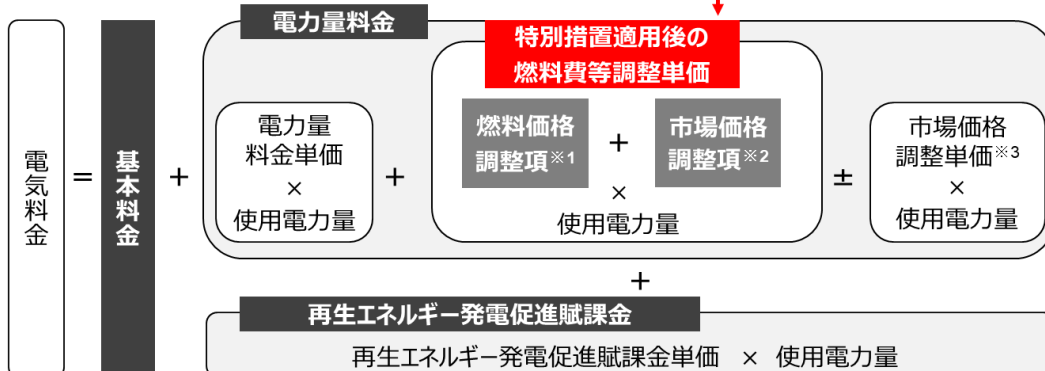 電気料金
=
基本料金
+
電力量料金
電力量
料金単価
×
使用電力量
+
特別措置適用後の
燃料費等調整単価
燃料価格
調整項※1
+
市場価格
調整項※2
×
使用電力量
±
市場価格
調整単価※3
×
使用電力量
+
再生エネルギー発電促進賦課金
再生エネルギー発電促進賦課金単価 × 使用電力量